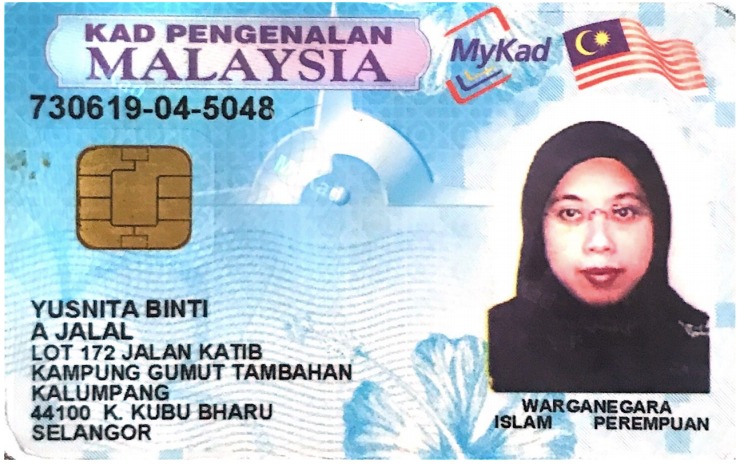 KAD PENGENALAN
MALAYSIA
MyKad
730619-04-5048
YUSNITA BINTI
A JALAL
LOT 172 JALAN KATIB
KAMPUNG GUMUT TAMBAHAN
KALUMPANG
44100 K. KUBU BHARU
SELANGOR
WARGANEGARA
ISLAM PEREMPUAN